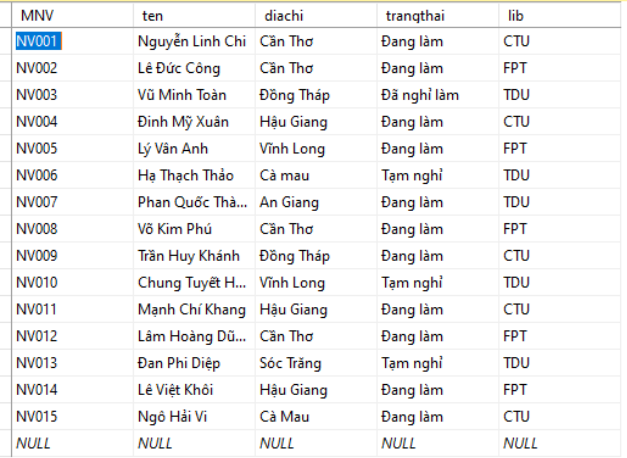 MNV ten diachi trangthai lib
NV001 Nguyễn Linh Chi Cần Thơ Đang làm CTU
NV002 Lê Đức Công Cần Thơ Đang làm FPT
NV003 Vũ Minh Toàn Đồng Tháp Đã nghỉ làm TDU
NV004 Đinh Mỹ Xuân Hậu Giang Đang làm CTU
NV005 Lý Vân Anh Vĩnh Long Đang làm FPT
NV006 Hạ Thạch Thảo Cà mau Tạm nghỉ TDU
NV007 Phan Quốc Thà... An Giang Đang làm TDU
NV008 Võ Kim Phú Cần Thơ Đang làm FPT
NV009 Trần Huy Khánh Đồng Tháp Đang làm CTU
NV010 Chung Tuyết H... Vĩnh Long Tạm nghỉ TDU
NV011 Mạnh Chí Khang Hậu Giang Đang làm CTU
NV012 Lâm Hoàng Dũ... Cần Thơ Đang làm FPT
NV013 Đan Phi Diệp Sóc Trăng Tạm nghỉ TDU
NV014 Lê Việt Khôi Hậu Giang Đang làm FPT
NV015 Ngô Hải Vi Cà Mau Đang làm CTU
NULL NULL NULL NULL NULL